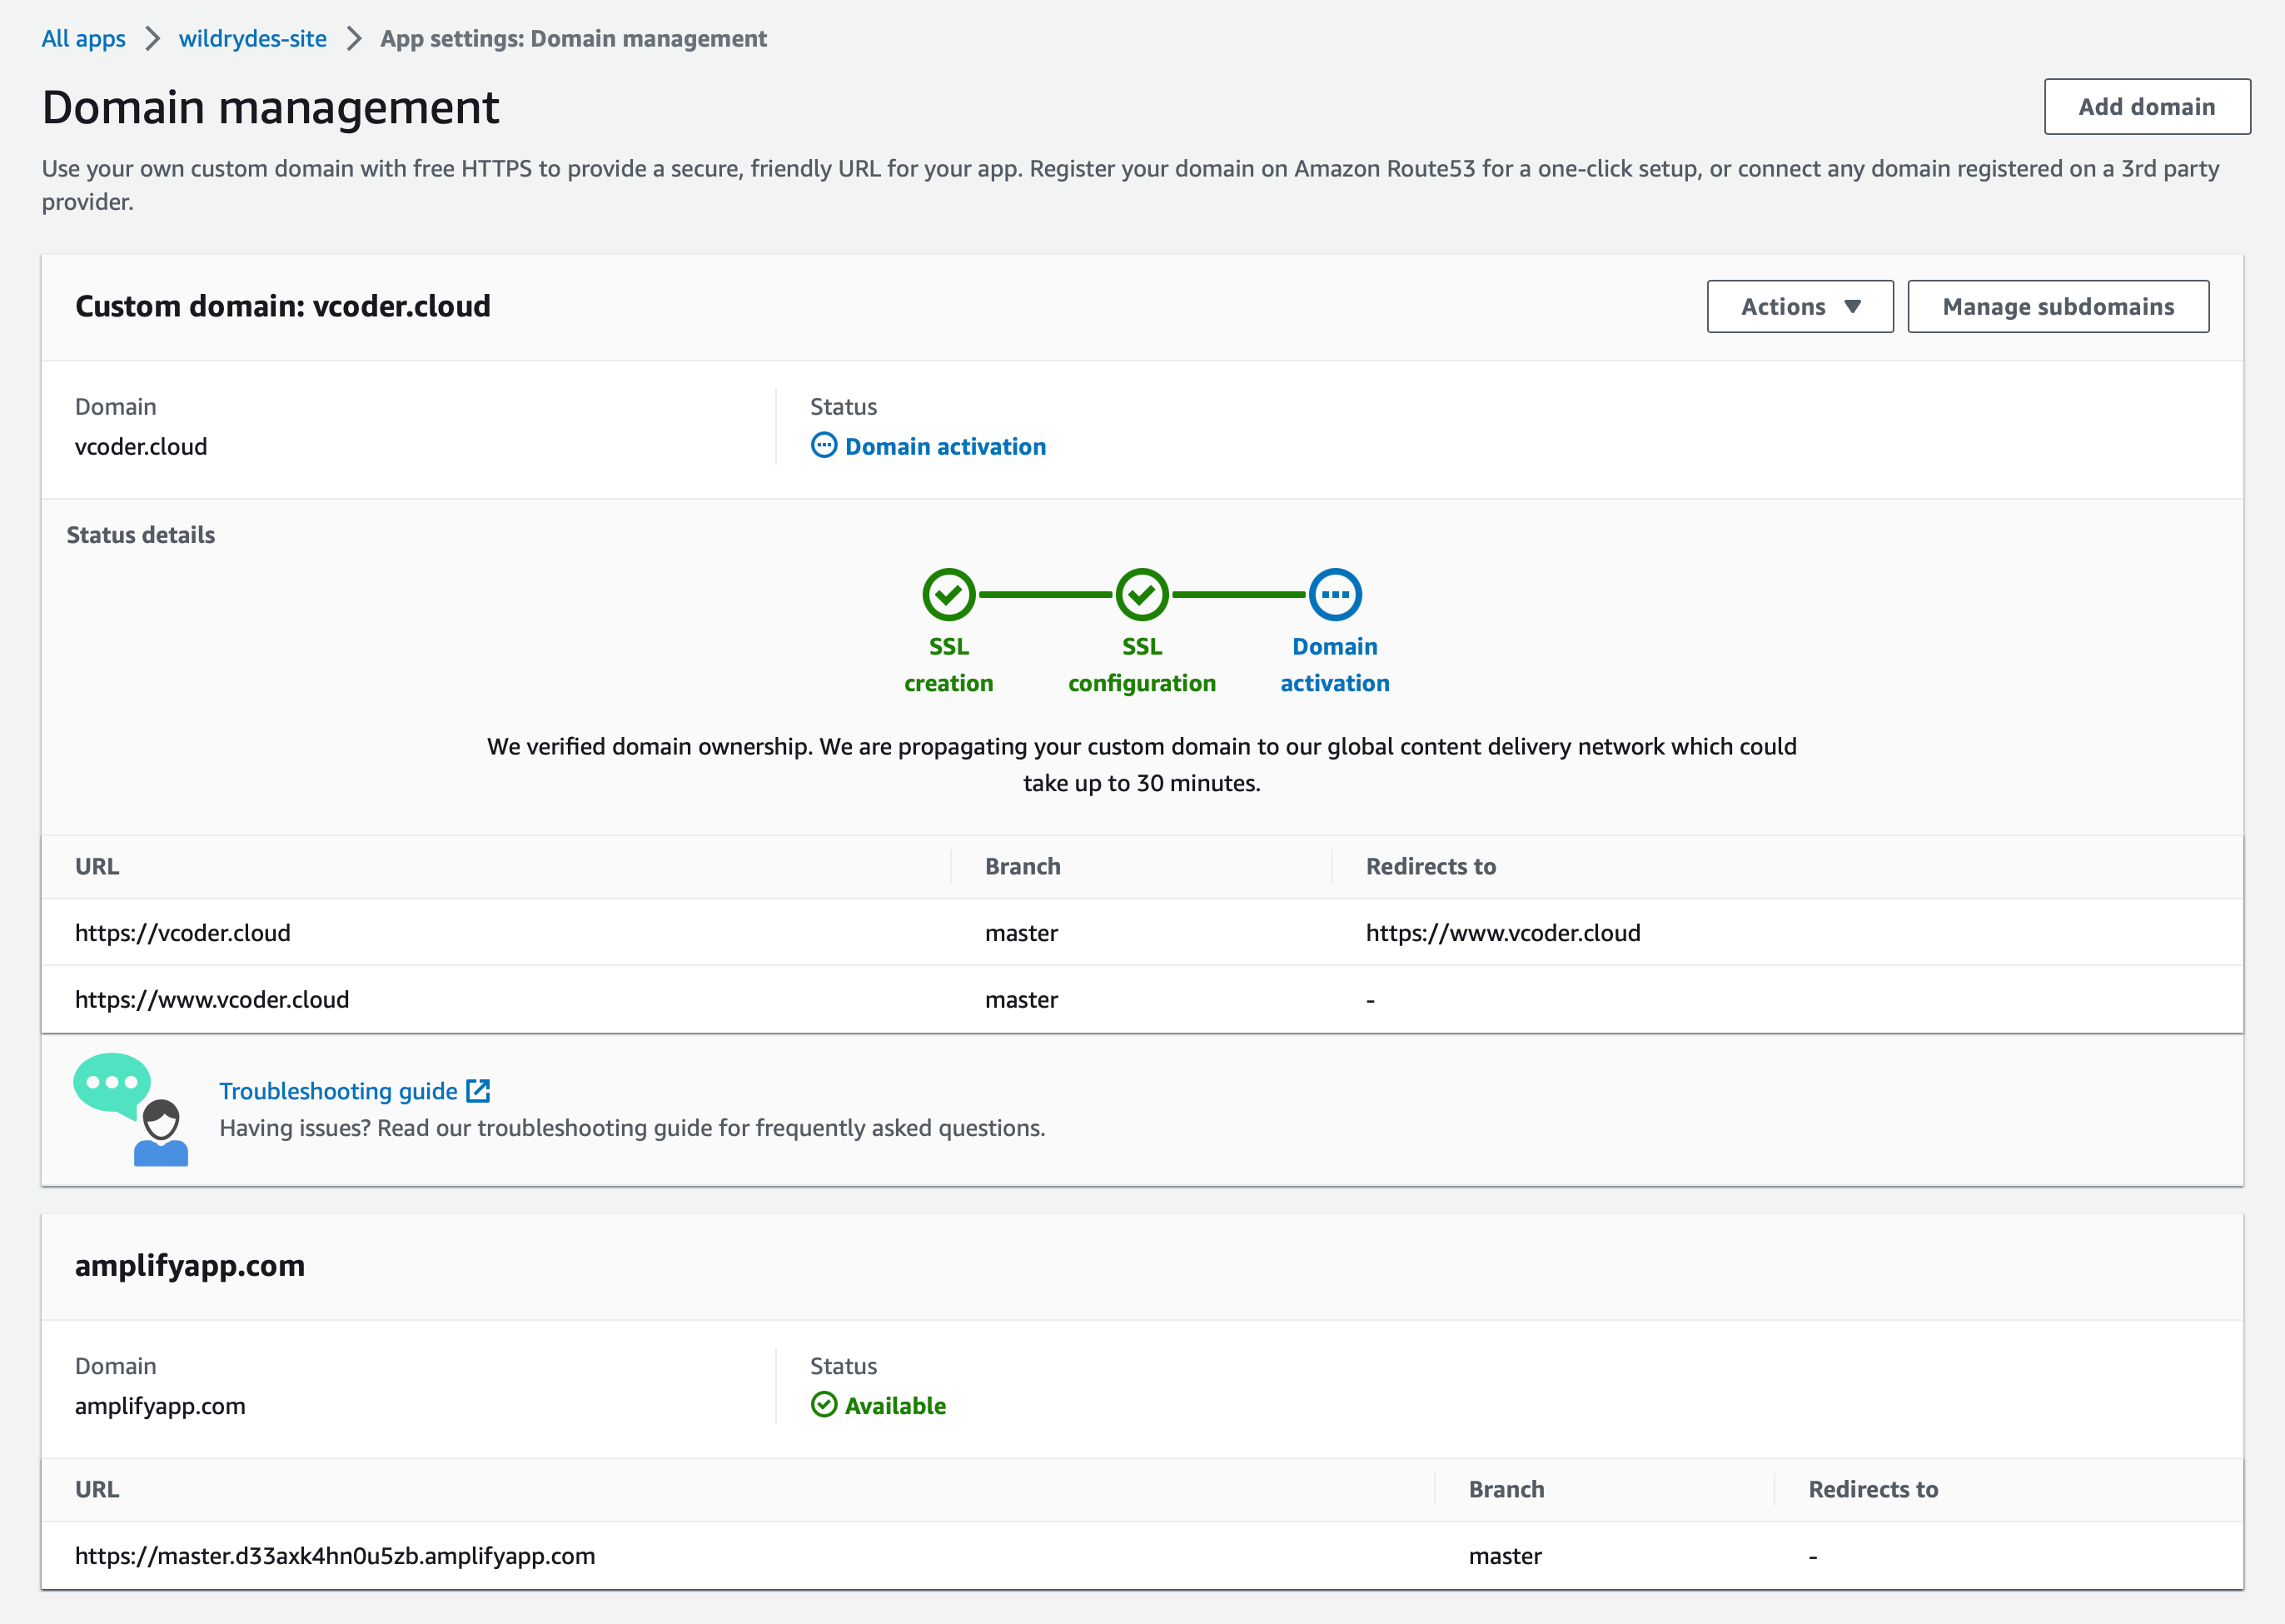 All apps > wildrydes-site > App settings: Domain management
Domain management
Add domain
Use your own custom domain with free HTTPS to provide a secure, friendly URL for your app. Register your domain on Amazon Route53 for a one-click setup, or connect any domain registered on a 3rd party
provider.
Custom domain: vcoder.cloud
Actions
Manage subdomains
Domain
vcoder.cloud
Status
Domain activation
Status details
SSL
creation
SSL
configuration
Domain
activation
We verified domain ownership. We are propagating your custom domain to our global content delivery network which could
take up to 30 minutes.
URL Branch Redirects to
https://vcoder.cloud master https://www.vcoder.cloud
https://www.vcoder.cloud master -
Troubleshooting guide
Having issues? Read our troubleshooting guide for frequently asked questions.
amplifyapp.com
Domain
amplifyapp.com
Status
Available
URL Branch Redirects to
https://master.d33axk4hn0u5zb.amplifyapp.com master -